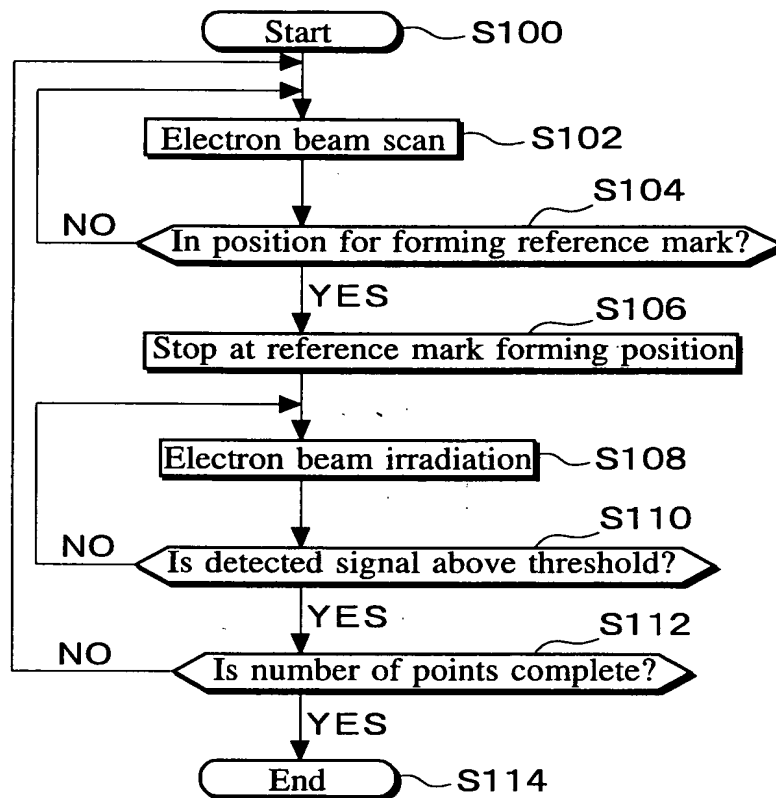 Start
S100
Electron beam scan
S102
S104
NO
In position for forming reference mark?
YES
S106
Stop at reference mark forming position
Electron beam irradiation
S108
S110
NO
Is detected signal above threshold?
YES
S112
NO
Is number of points complete?
YES
End
S114